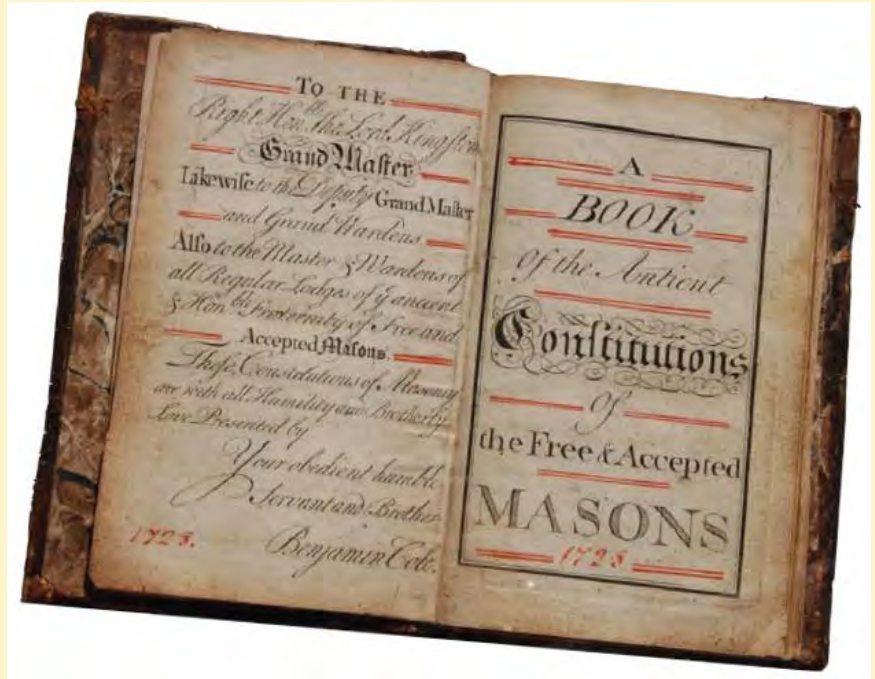 To THE
Right Hon.ble the Lord Kingston
Grand Master
Likewiſe to the Deputy Grand Maſter
and Grand Wardens
Alſo to the Maſter & Wardens of
all Regular Lodges of yͤ ancient
& Hon.ble Fraternity of Free and
Accepted Maſons.
Theſe, Conſtitutions of Maſonry
are with all Humility and Brotherly
Love Preſented by
Your obedient humble
Servant and Brother
1728. Benjamin Cole.
A
BOOK
Of the Antient
Conſtitutions
Of
the Free & Accepted
MASONS
1728